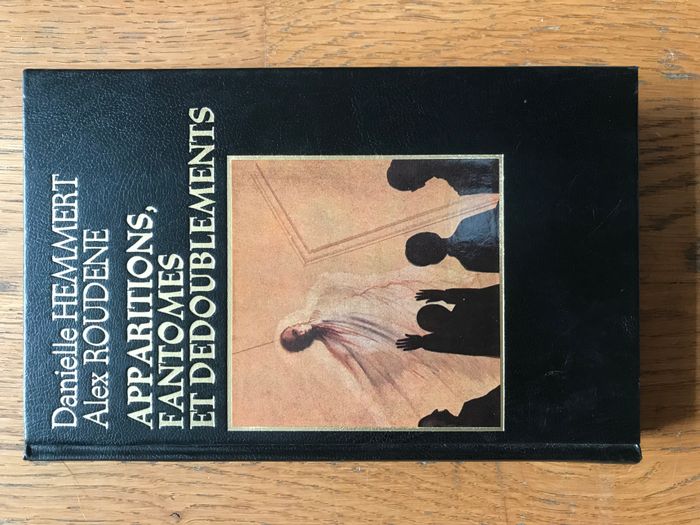 Danielle HEMMERT
Alex ROUDENE
APPARITIONS,
FANTOMES
ET DEDOUBLEMENTS